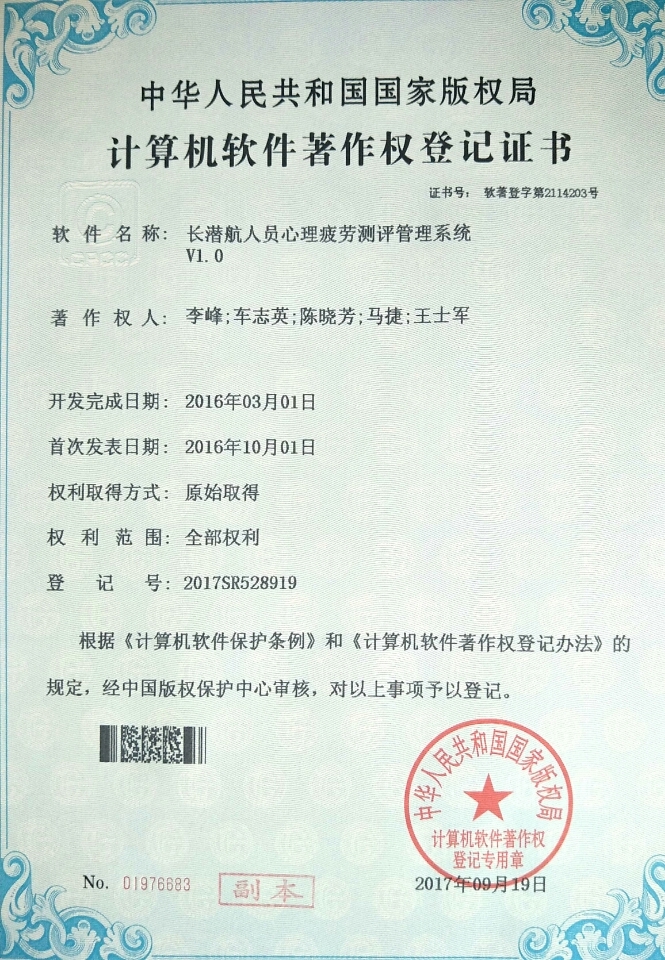 中华人民共和国国家版权局
计算机软件著作权登记证书
证书号： 软著登字第2114203号
CPCC
软件名称： 长潜航人员心理疲劳测评管理系统
V1.0
著作权人： 李峰;车志英;陈晓芳;马捷;王士军
开发完成日期： 2016年03月01日
首次发表日期： 2016年10月01日
权利取得方式： 原始取得
权利范围： 全部权利
登记号： 2017SR528919
根据《计算机软件保护条例》和《计算机软件著作权登记办法》的
规定，经中国版权保护中心审核，对以上事项予以登记。
中华人民共和国国家版权局
计算机软件著作权
登记专用章
No. 01976683
副本
2017年09月19日